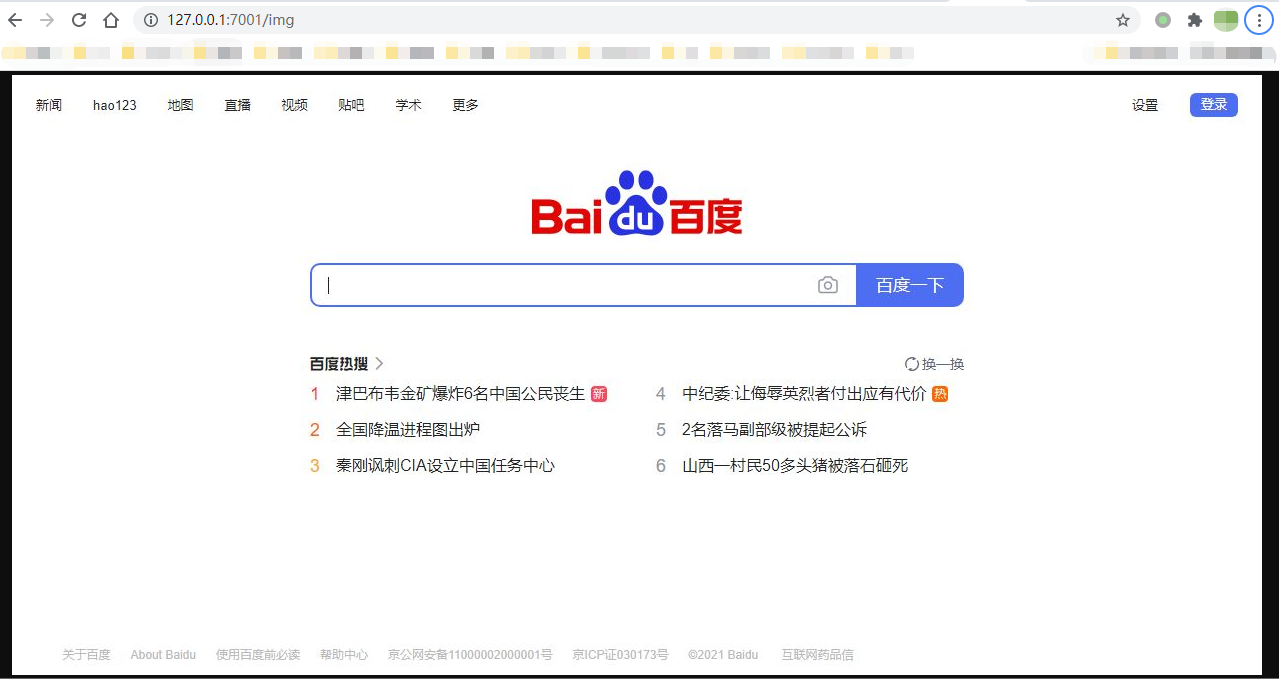 127.0.0.1:7001/img
新闻 hao123 地图 直播 视频 贴吧 学术 更多 设置 登录
Bai du 百度
百度一下
百度热搜 换一换
1 津巴布韦金矿爆炸6名中国公民丧生 新 4 中纪委:让侮辱英烈者付出应有代价 热
2 全国降温进程图出炉 5 2名落马副部级被提起公诉
3 秦刚讽刺CIA设立中国任务中心 6 山西一村民50多头猪被落石砸死
关于百度 About Baidu 使用百度前必读 帮助中心 京公网安备11000002000001号 京ICP证030173号 ©2021 Baidu 互联网药品信